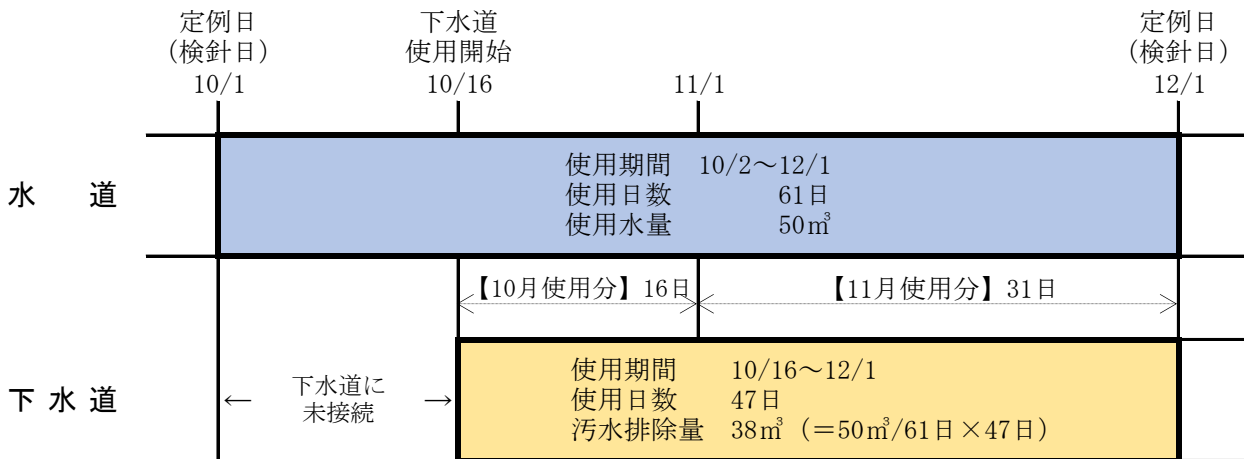 定例日
(検針日)
10/1
下水道
使用開始
10/16
11/1
定例日
(検針日)
12/1
水 道
使用期間 10/2～12/1
使用日数 61日
使用水量 50㎥
【10月使用分】16日
【11月使用分】31日
下水道
← 下水道に →
未接続
使用期間 10/16～12/1
使用日数 47日
汚水排除量 38㎥（＝50㎥/61日×47日）